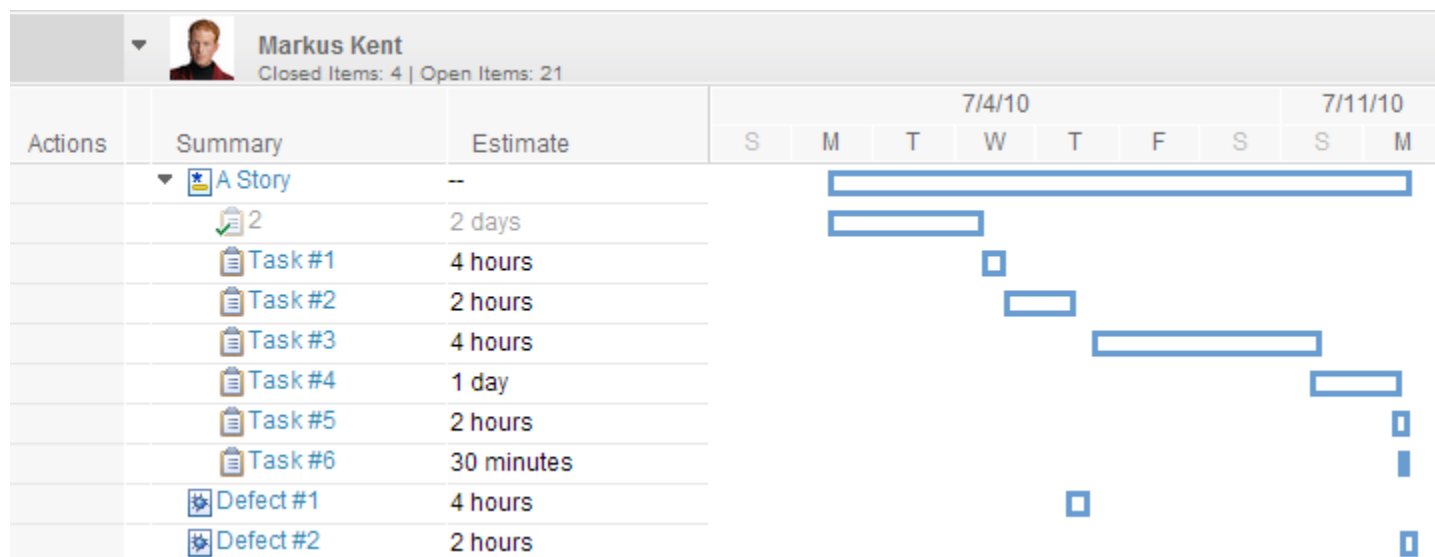 Markus Kent
Closed Items: 4 | Open Items: 21
7/4/10 7/11/10
Actions Summary Estimate S M T W T F S S M
A Story --
2 2 days
Task #1 4 hours
Task #2 2 hours
Task #3 4 hours
Task #4 1 day
Task #5 2 hours
Task #6 30 minutes
Defect #1 4 hours
Defect #2 2 hours